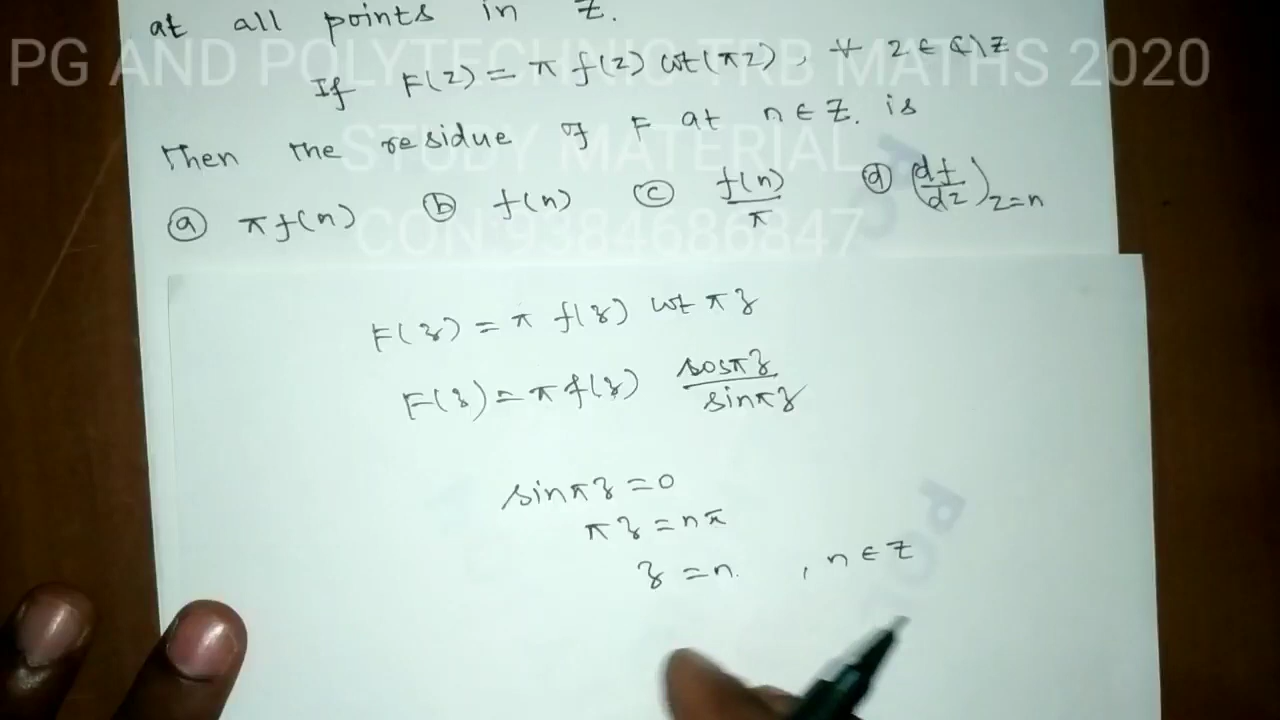 at all points in Z.
If F(z) = π f(z) cot(πz), ∀ z ∈ ℂ\Z
Then the residue of F at n ∈ Z. is
ⓐ πf(n) ⓑ f(n) ⓒ f(n)/π ⓓ (df/dz)z=n
F(z) = π f(z) cot πz
F(z) = π f(z) cosπz/sinπz
sinπz = 0
πz = nπ
z = n. , n ∈ Z
PG AND POLYTECHNIC TRB MATHS 2020
STUDY MATERIAL
CON:9384686847